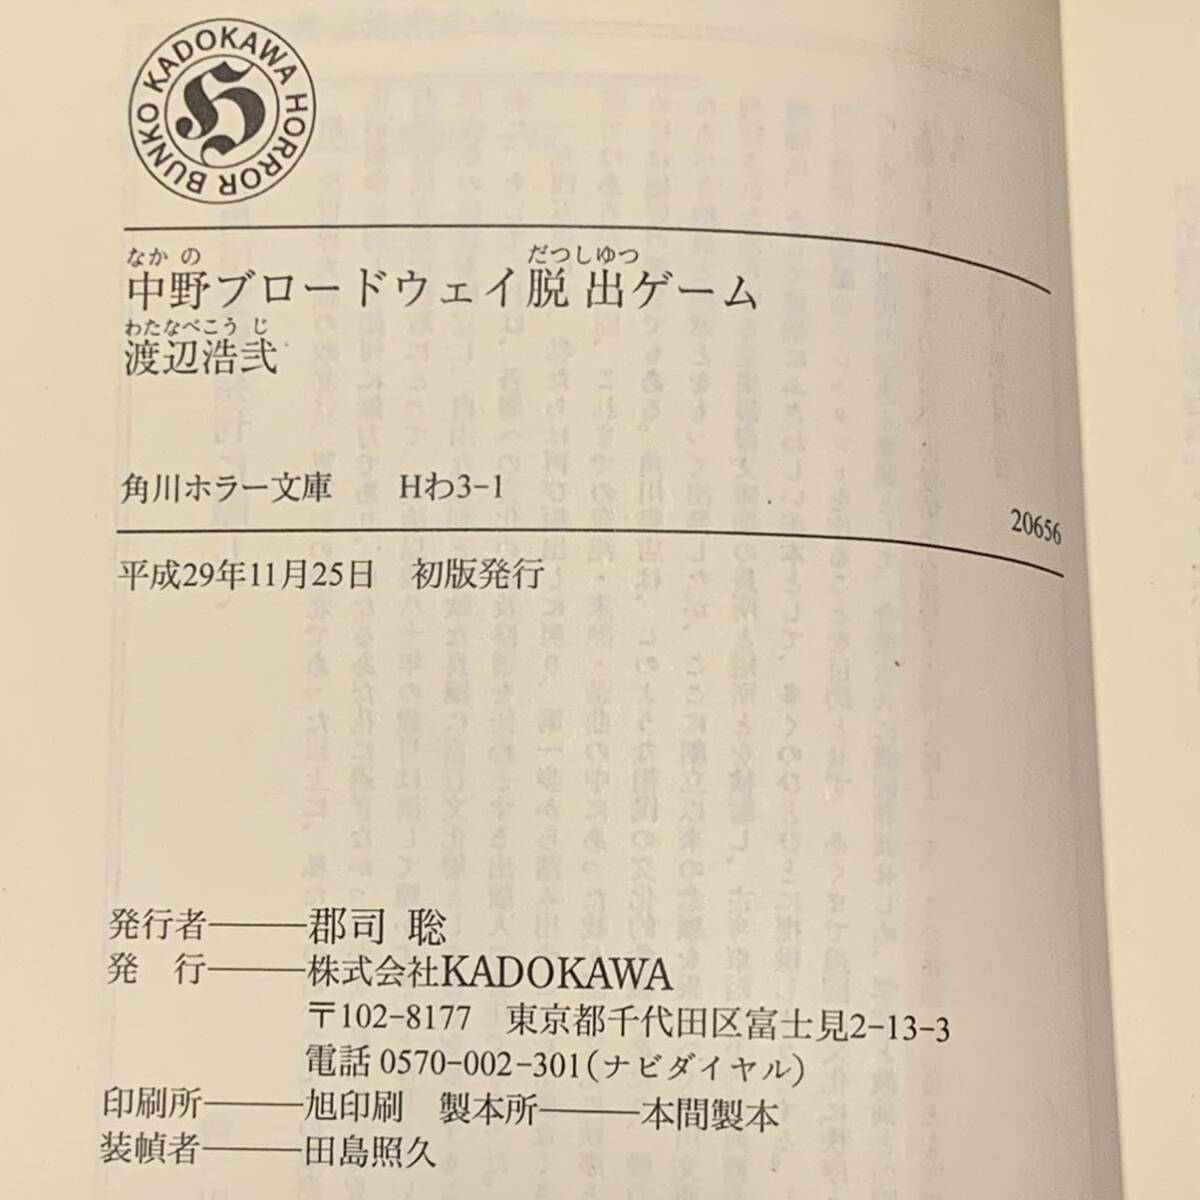 KADOKAWA HORROR BUNKO
H
なかの だつしゆつ
中野ブロードウェイ脱出ゲーム
わたなべこうじ
渡辺浩弐
角川ホラー文庫 Hわ3-1
20656
平成29年11月25日 初版発行
発行者――郡司 聡
発 行――株式会社KADOKAWA
〒102-8177 東京都千代田区富士見2-13-3
電話 0570-002-301(ナビダイヤル)
印刷所――旭印刷 製本所――本間製本
装幀者――田島照久